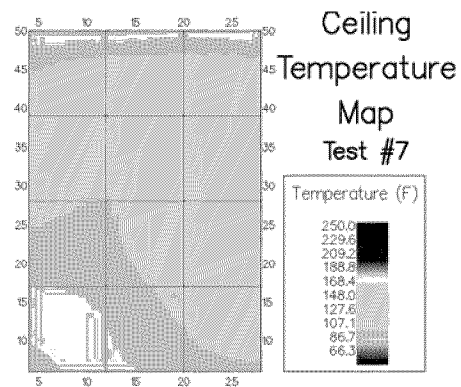 5 10 15 20 25
Ceiling
Temperature
Map
Test #7
50 50
45 45
40 40
35 35
30 30
25 25
20 20
15 15
10 10
5 10 15 20 25
Temperature (F)
250.0
229.6
209.2
188.8
168.4
148.0
127.6
107.1
86.7
66.3